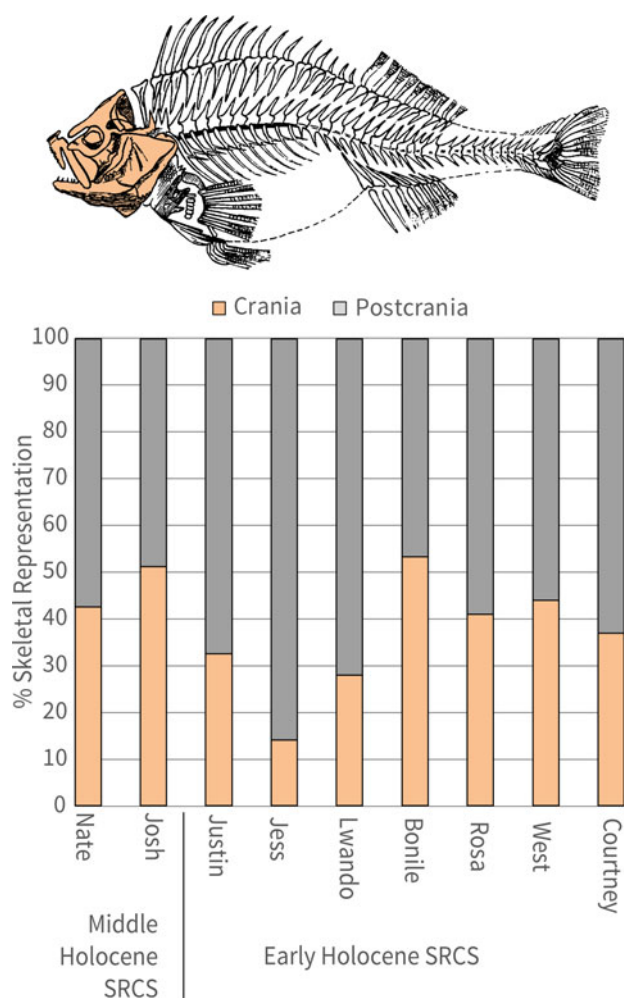 Crania Postcrania
100
90
80
70
60
50
40
30
20
10
0
% Skeletal Representation
Nate
Josh
Justin
Jess
Lwando
Bonile
Rosa
West
Courtney
Middle
Holocene
SRCS
Early Holocene SRCS